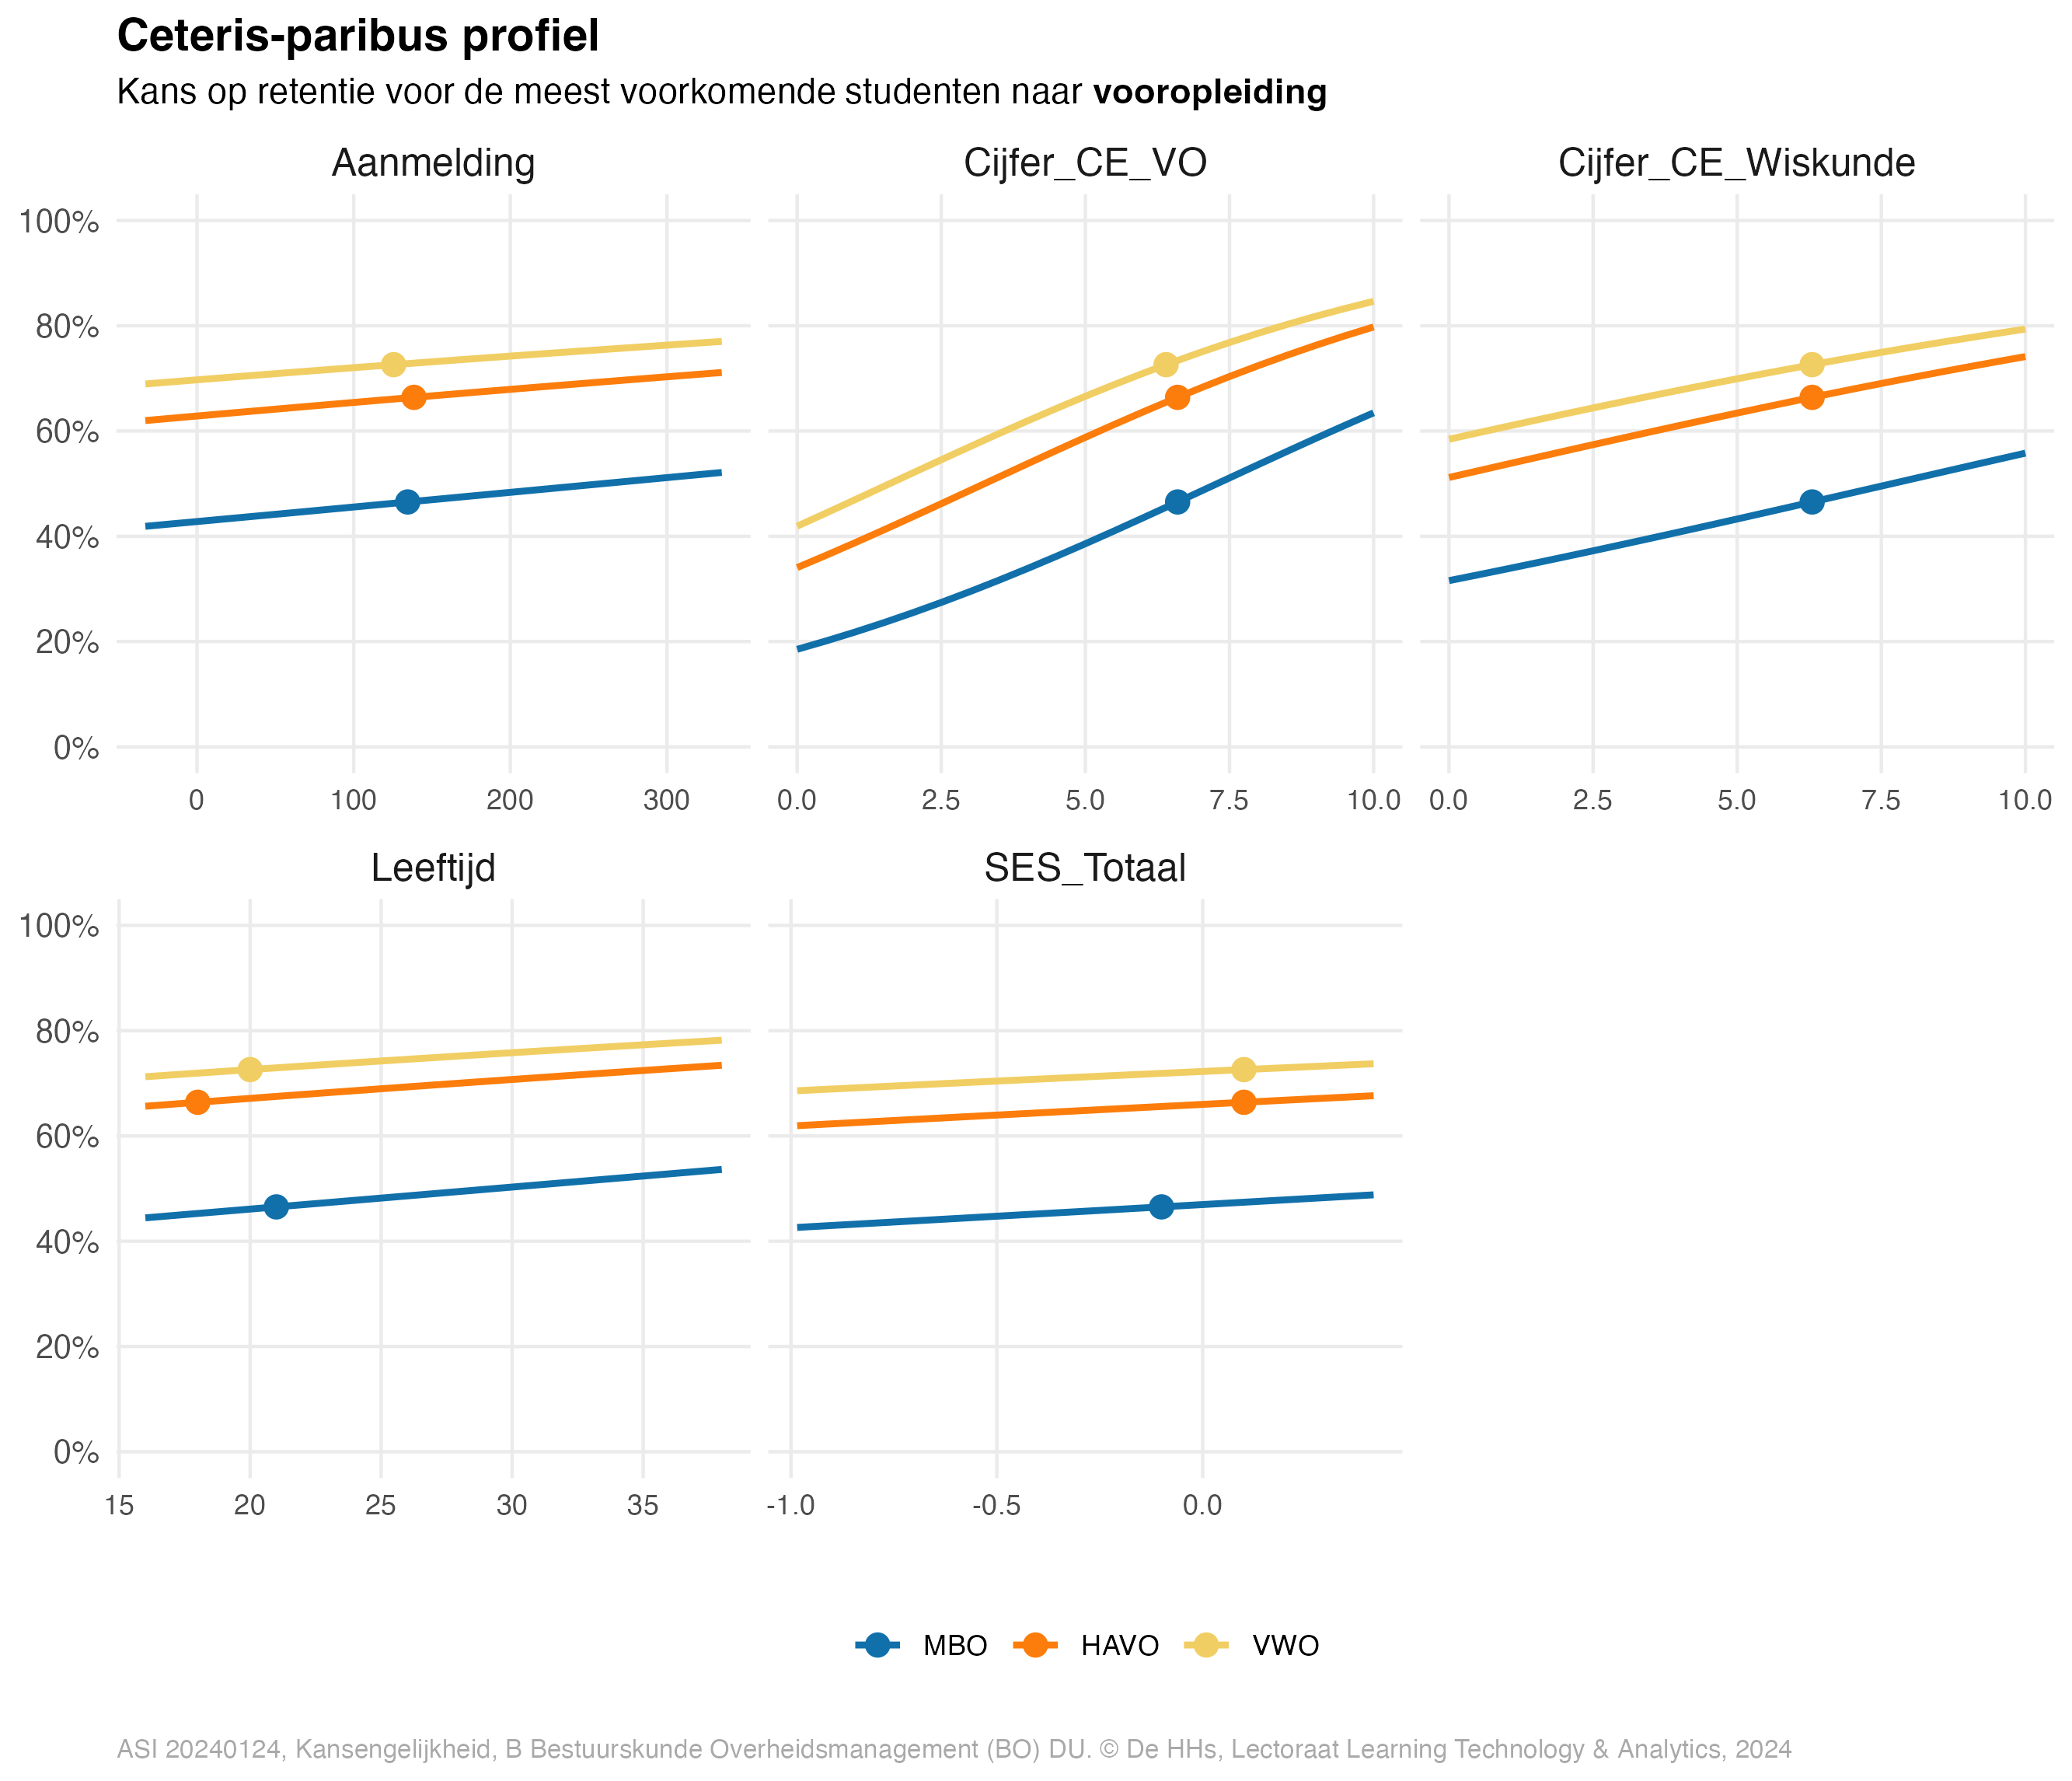 Ceteris-paribus profiel
Kans op retentie voor de meest voorkomende studenten naar vooropleiding
Aanmelding
Cijfer_CE_VO
Cijfer_CE_Wiskunde
100%
80%
60%
40%
20%
0%
0 100 200 300
0.0 2.5 5.0 7.5 10.0
0.0 2.5 5.0 7.5 10.0
Leeftijd
SES_Totaal
100%
80%
60%
40%
20%
0%
15 20 25 30 35
-1.0 -0.5 0.0
MBO HAVO VWO
ASI 20240124, Kansengelijkheid, B Bestuurskunde Overheidsmanagement (BO) DU. © De HHs, Lectoraat Learning Technology & Analytics, 2024